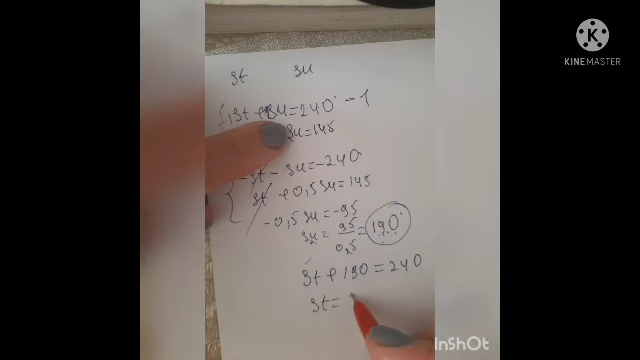 K
KINEMASTER
st su
st + su = 240 - 1
su = 145
- st - su = - 240
st + 0,5 su = 145
- 0,5 su = - 95
su = 95 / 0,5 = 190
st + 190 = 240
st =
InShOt